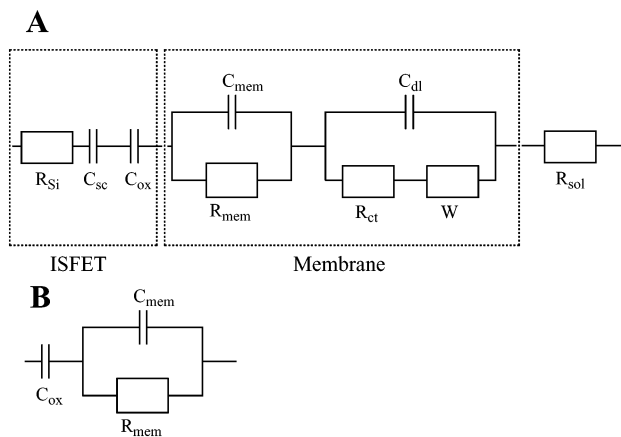 A
C_mem C_dl
R_Si C_sc C_ox R_mem R_ct W R_sol
ISFET Membrane
B
C_mem
C_ox
R_mem